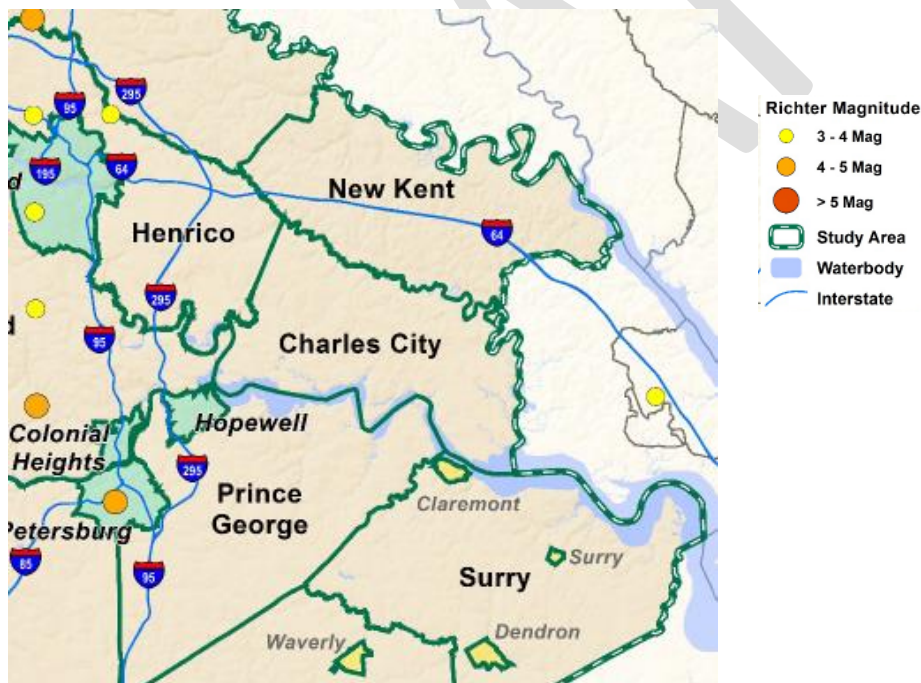 295
95
195
64
New Kent
Henrico
64
295
95
Charles City
Hopewell
Colonial
Heights
295
Prince
George
Petersburg
85
95
Claremont
Surry
Surry
Waverly
Dendron
Richter Magnitude
3 - 4 Mag
4 - 5 Mag
> 5 Mag
Study Area
Waterbody
Interstate